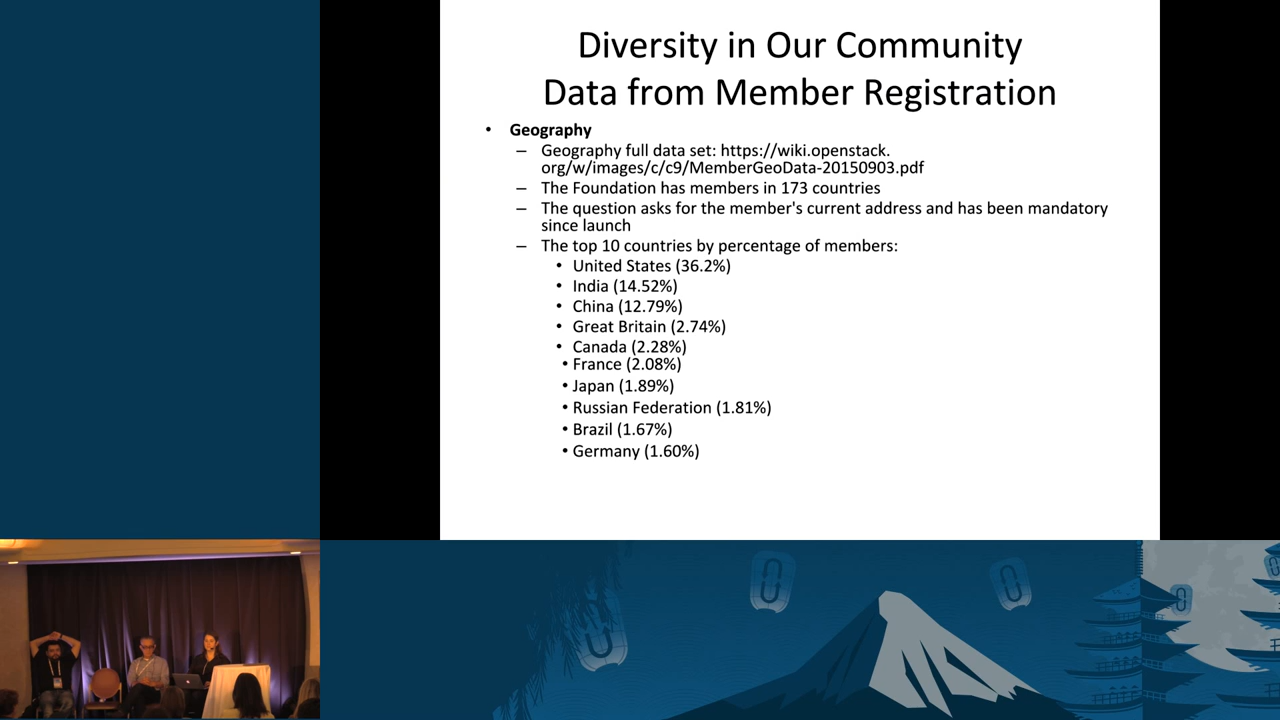 Diversity in Our Community
Data from Member Registration
• Geography
– Geography full data set: https://wiki.openstack.
org/w/images/c/c9/MemberGeoData-20150903.pdf
– The Foundation has members in 173 countries
– The question asks for the member's current address and has been mandatory
since launch
– The top 10 countries by percentage of members:
• United States (36.2%)
• India (14.52%)
• China (12.79%)
• Great Britain (2.74%)
• Canada (2.28%)
• France (2.08%)
• Japan (1.89%)
• Russian Federation (1.81%)
• Brazil (1.67%)
• Germany (1.60%)